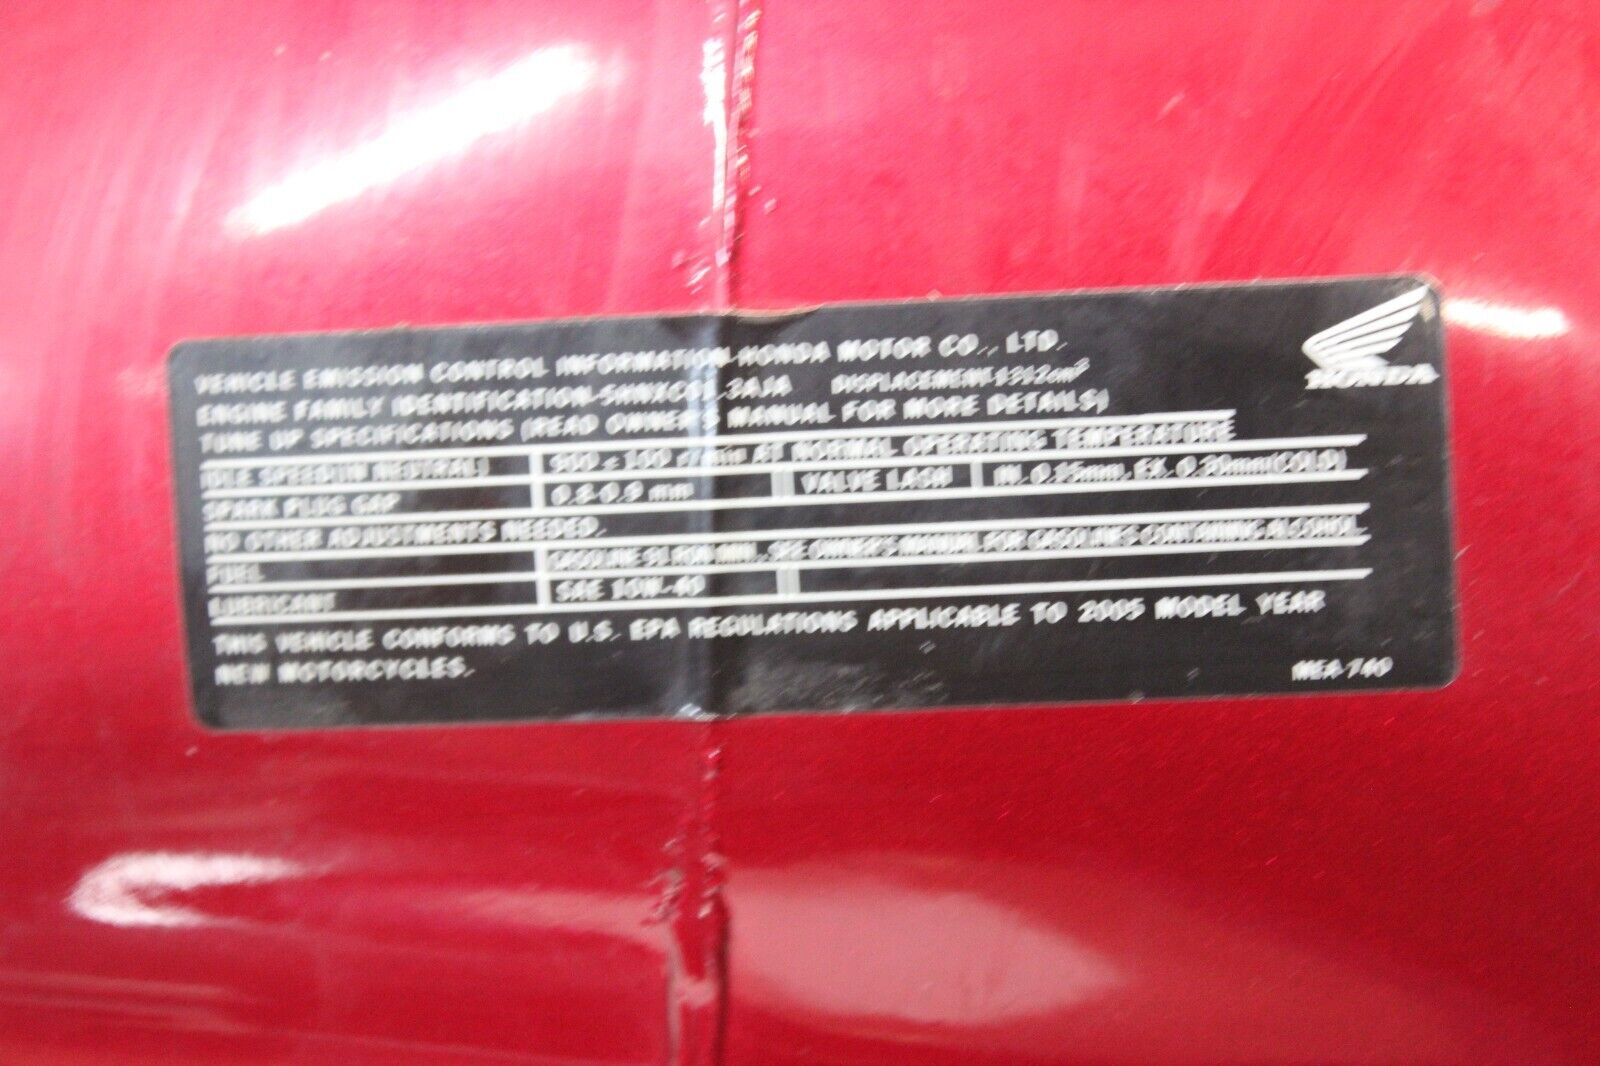 VEHICLE EMISSION CONTROL INFORMATION-HONDA MOTOR CO., LTD.
ENGINE FAMILY IDENTIFICATION-5HNXC01.3AJA DISPLACEMENT-1312cm³
TUNE UP SPECIFICATIONS (READ OWNER'S MANUAL FOR MORE DETAILS)
IDLE SPEED(IN NEUTRAL) 900 ± 100 r/min AT NORMAL OPERATING TEMPERATURE
SPARK PLUG GAP 0.8-0.9 mm VALVE LASH IN. 0.15mm, EX. 0.30mm(COLD)
NO OTHER ADJUSTMENTS NEEDED.
FUEL GASOLINE 91 RON MIN., SEE OWNER'S MANUAL FOR GASOLINES CONTAINING ALCOHOL.
LUBRICANT SAE 10W-40
THIS VEHICLE CONFORMS TO U.S. EPA REGULATIONS APPLICABLE TO 2005 MODEL YEAR
NEW MOTORCYCLES.
MEA-740
HONDA